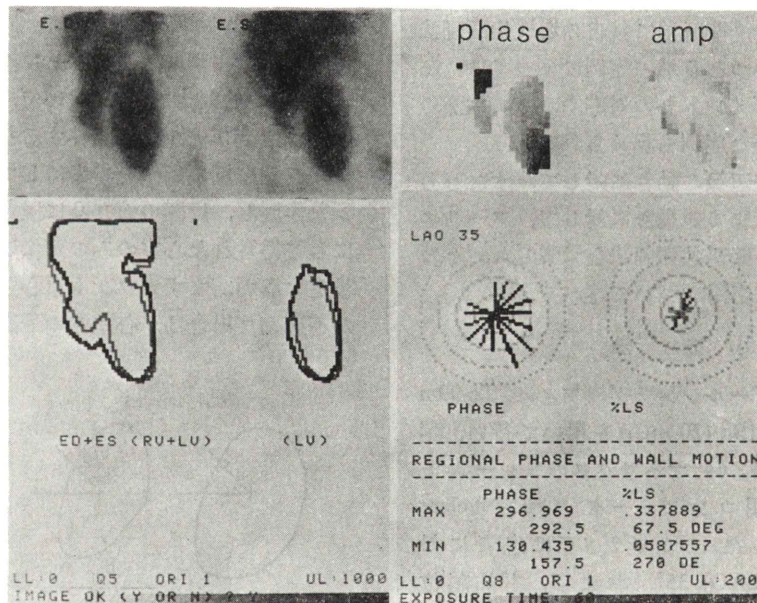 E.D E.S
phase amp
LAO 35
PHASE %LS
ED+ES (RV+LV) (LV)
REGIONAL PHASE AND WALL MOTION
PHASE %LS
MAX 296.969 .337889
292.5 67.5 DEG
MIN 130.435 .0587557
157.5 270 DE
LL:0 Q5 ORI 1 UL:1000
IMAGE OK (Y OR N) ? Y
LL:0 Q8 ORI 1 UL:200
EXPOSURE TIME: 60